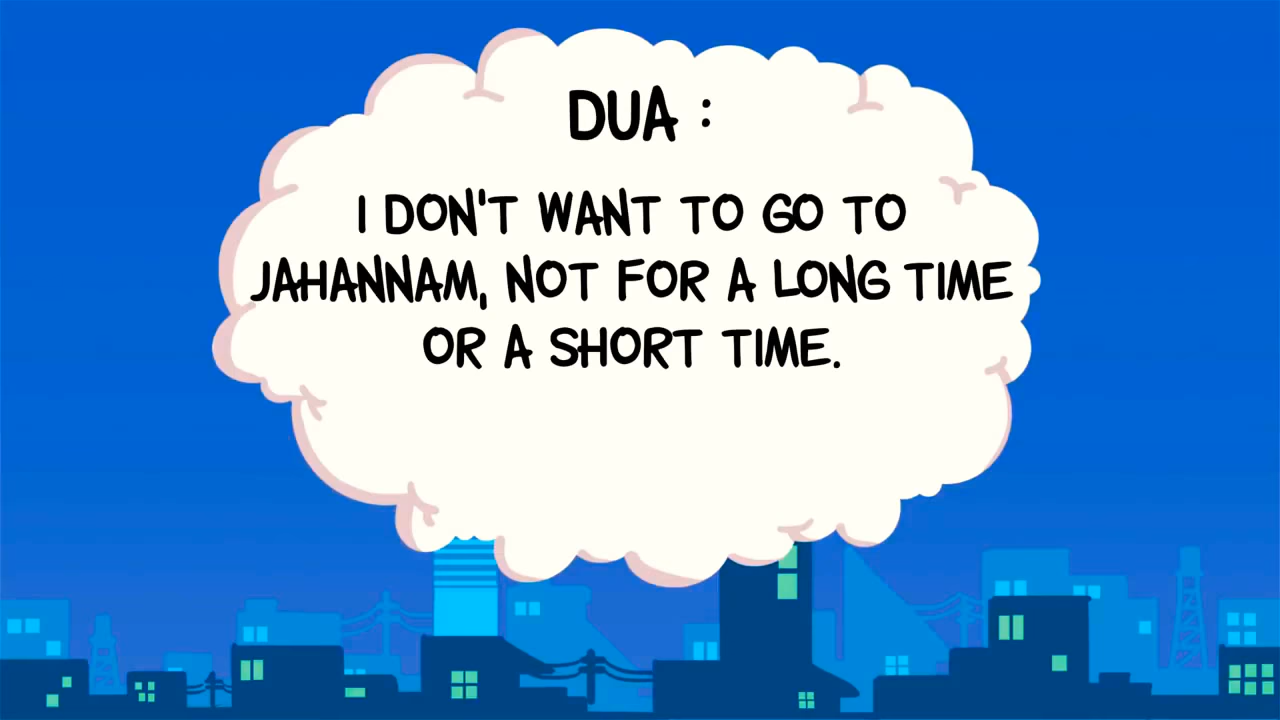 DUA :
I DON'T WANT TO GO TO
JAHANNAM, NOT FOR A LONG TIME
OR A SHORT TIME.